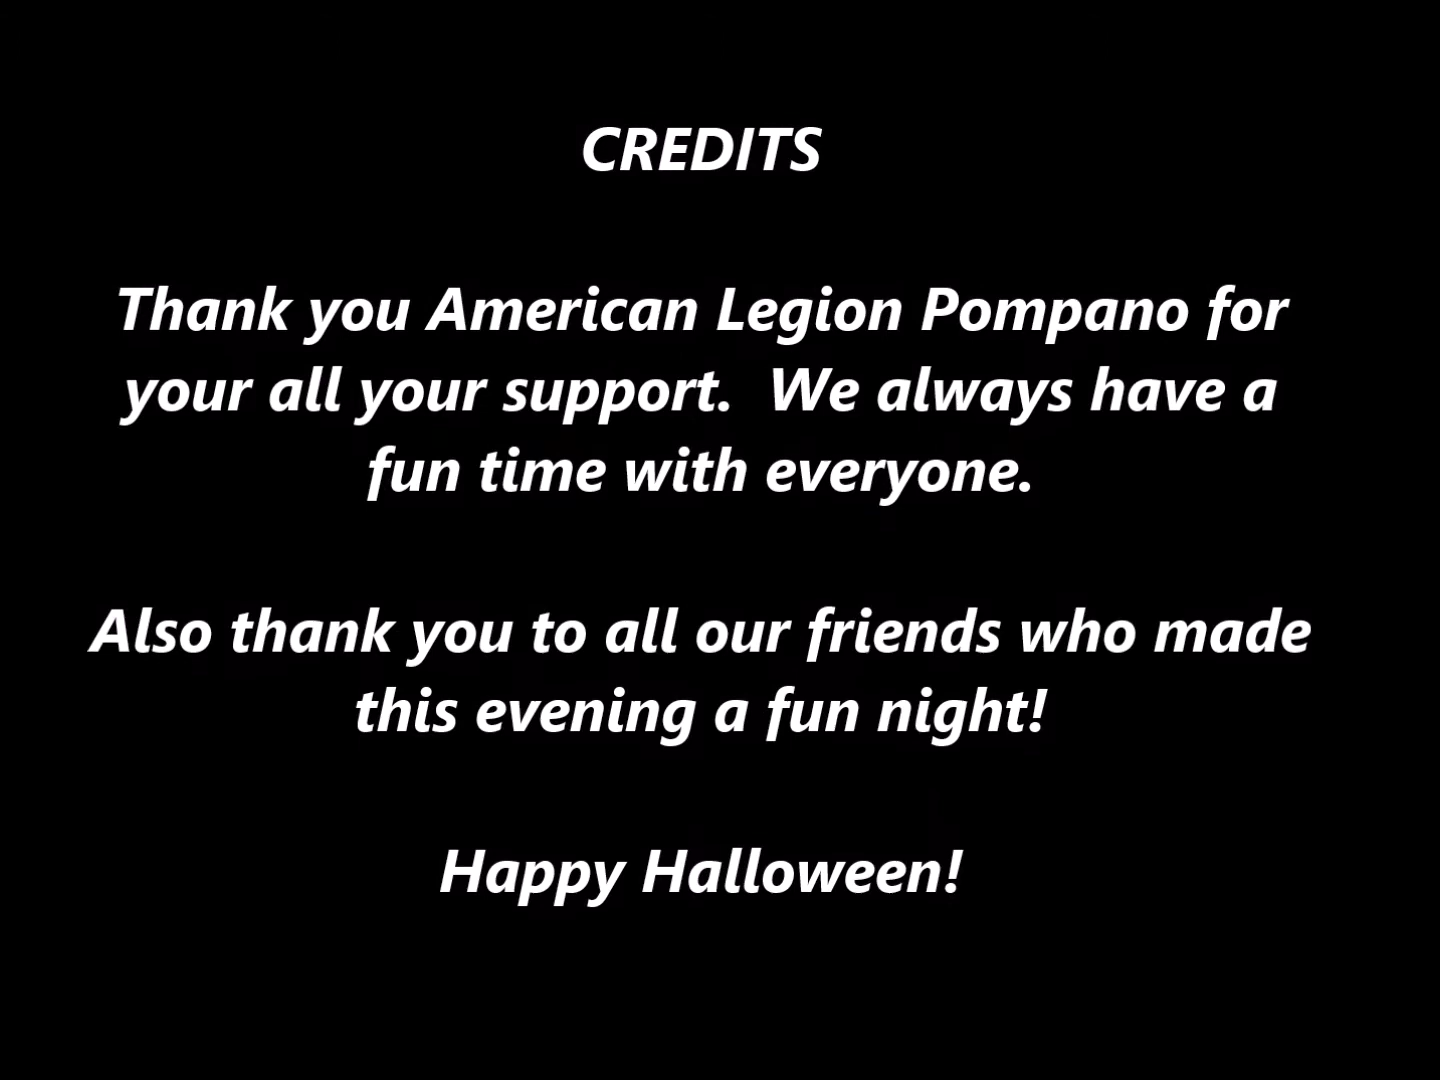 CREDITS
Thank you American Legion Pompano for
your all your support.  We always have a
fun time with everyone.
Also thank you to all our friends who made
this evening a fun night!
Happy Halloween!